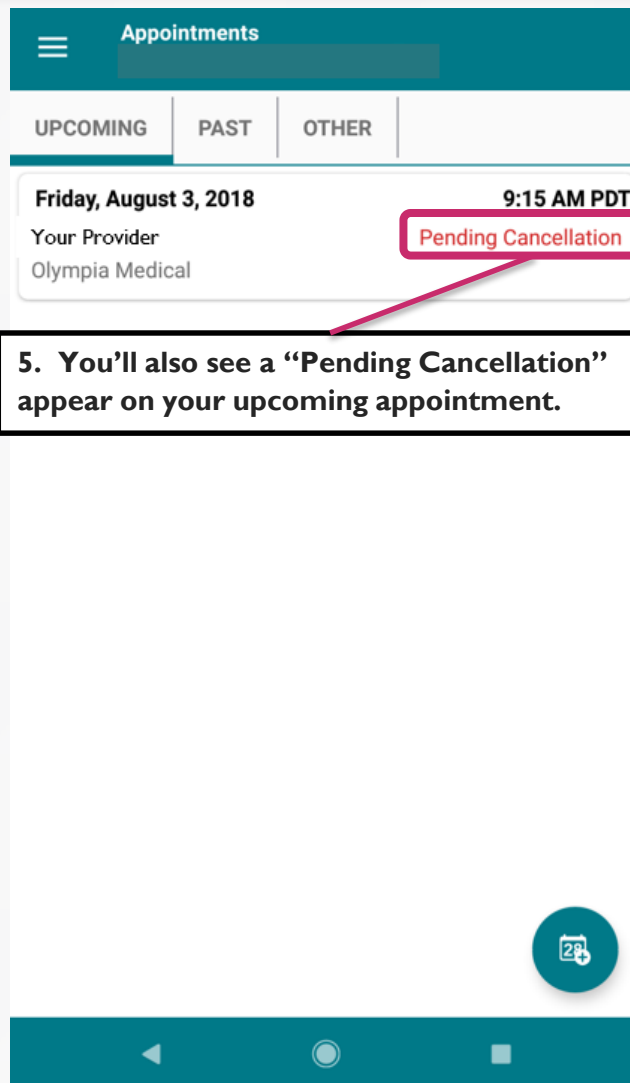 Appointments
UPCOMING PAST OTHER
Friday, August 3, 2018 9:15 AM PDT
Your Provider Pending Cancellation
Olympia Medical
5. You’ll also see a “Pending Cancellation”
appear on your upcoming appointment.
28